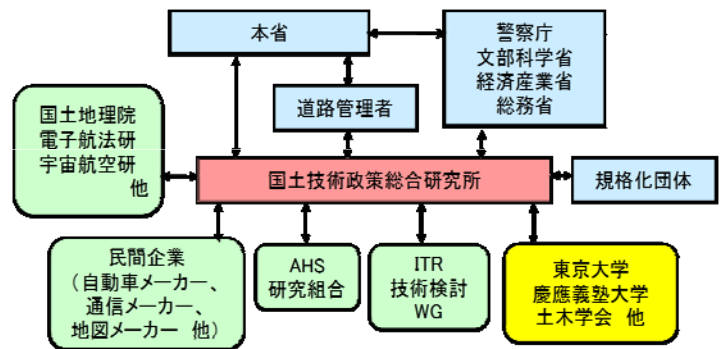 本省
警察庁
文部科学省
経済産業省
総務省
道路管理者
国土地理院
電子航法研
宇宙航空研
他
国土技術政策総合研究所
規格化団体
民間企業
（自動車メーカー、
通信メーカー、
地図メーカー 他）
AHS
研究組合
ITR
技術検討
WG
東京大学
慶應義塾大学
土木学会 他